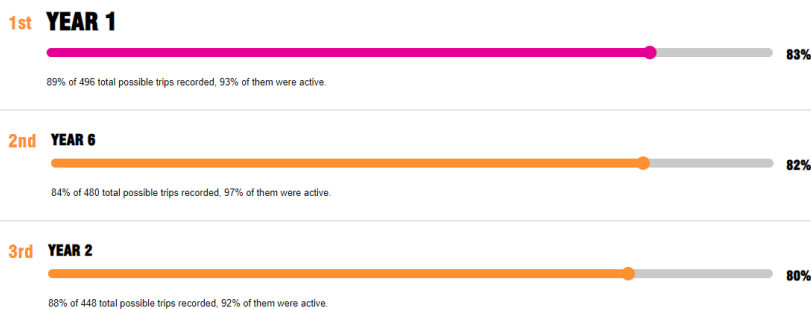 1st YEAR 1
83%
89% of 496 total possible trips recorded, 93% of them were active.
2nd YEAR 6
82%
84% of 480 total possible trips recorded, 97% of them were active.
3rd YEAR 2
80%
88% of 448 total possible trips recorded, 92% of them were active.